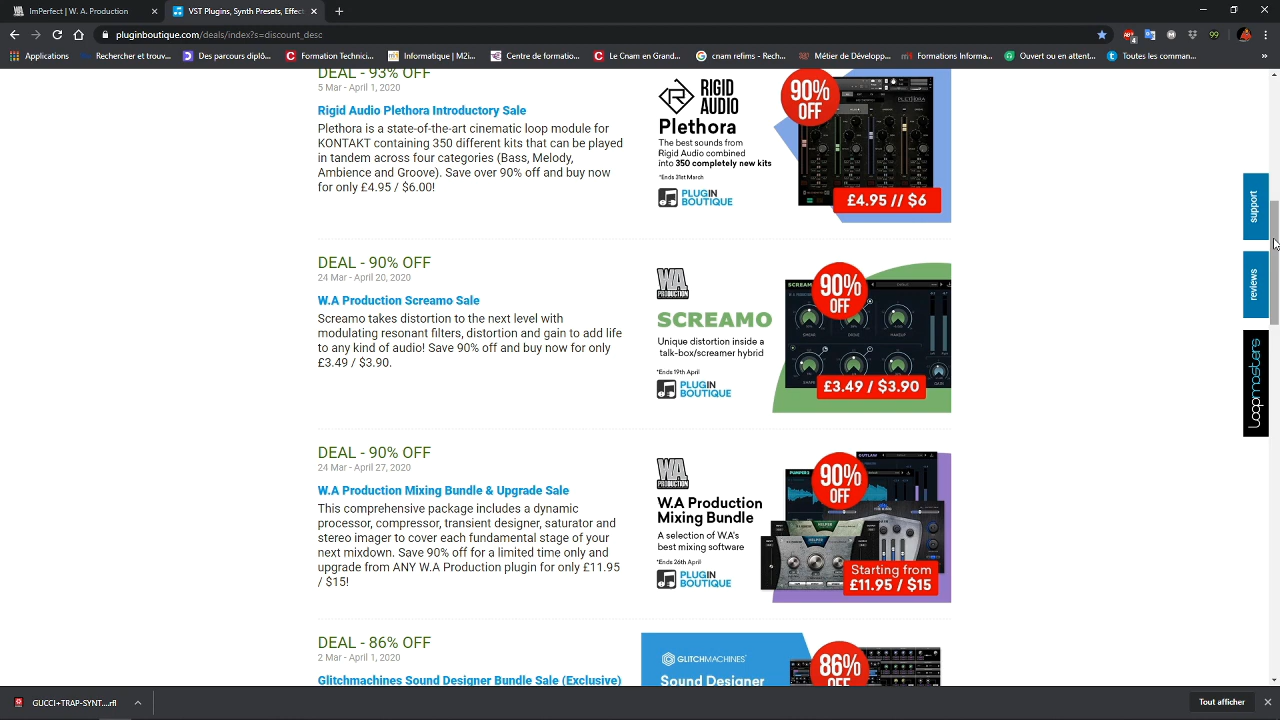 ImPerfect | W. A. Production
VST Plugins, Synth Presets, Effects
pluginboutique.com/deals/index?=discount_desc
99
Applications
Rechercher et trouv...
Des parcours diplô...
Formation Technici...
Informatique | M2i...
Centre de formatio...
Le Cnam en Grand...
cnam refims - Rech...
Métier de Développ...
Formations Informa...
Ouvert ou en attent...
Toutes les comman...
DEAL - 93% OFF
5 Mar - April 1, 2020
Rigid Audio Plethora Introductory Sale
Plethora is a state-of-the-art cinematic loop module for
KONTAKT containing 350 different kits that can be played
in tandem across four categories (Bass, Melody,
Ambience and Groove). Save over 90% off and buy now
for only £4.95 / $6.00!
RIGID
AUDIO
Plethora
The best sounds from
Rigid Audio combined
into 350 completely new kits
*Ends 31st March
PLUGIN
BOUTIQUE
90%
OFF
PLETHORA
£4.95 // $6
DEAL - 90% OFF
24 Mar - April 20, 2020
W.A Production Screamo Sale
Screamo takes distortion to the next level with
modulating resonant filters, distortion and gain to add life
to any kind of audio! Save 90% off and buy now for only
£3.49 / $3.90.
WA
PRODUCTION
SCREAMO
Unique distortion inside a
talk-box/screamer hybrid
*Ends 19th April
PLUGIN
BOUTIQUE
90%
OFF
£3.49 / $3.90
DEAL - 90% OFF
24 Mar - April 27, 2020
W.A Production Mixing Bundle & Upgrade Sale
This comprehensive package includes a dynamic
processor, compressor, transient designer, saturator and
stereo imager to cover each fundamental stage of your
next mixdown. Save 90% off for a limited time only and
upgrade from ANY W.A Production plugin for only £11.95
/ $15!
WA
PRODUCTION
W.A Production
Mixing Bundle
A selection of W.A's
best mixing software
*Ends 26th April
PLUGIN
BOUTIQUE
90%
OFF
OUTLAW
PUMPER2
Starting from
£11.95 / $15
DEAL - 86% OFF
2 Mar - April 1, 2020
Glitchmachines Sound Designer Bundle Sale (Exclusive)
GLITCHMACHINES
Sound Designer
86%
OFF
support
reviews
Loopmasters
Tout afficher